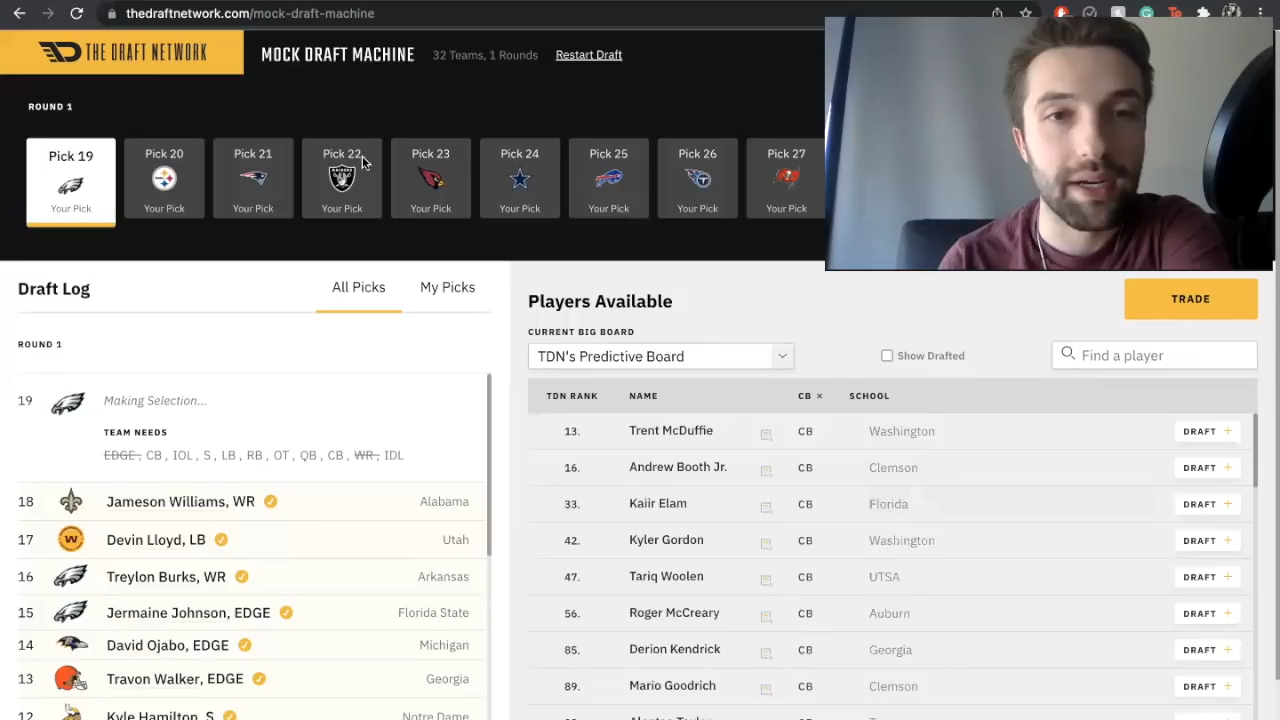 thedraftnetwork.com/mock-draft-machine
THE DRAFT NETWORK
MOCK DRAFT MACHINE
32 Teams, 1 Rounds
Restart Draft
ROUND 1
Pick 19
Your Pick
Pick 20
Your Pick
Pick 21
Your Pick
Pick 22
RAIDERS
Your Pick
Pick 23
Your Pick
Pick 24
Your Pick
Pick 25
Your Pick
Pick 26
Your Pick
Pick 27
Your Pick
Draft Log
All Picks
My Picks
ROUND 1
19
Making Selection...
TEAM NEEDS
EDGE , CB , IOL , S , LB , RB , OT , QB , CB , WR , IDL
18 Jameson Williams, WR Alabama
17 W Devin Lloyd, LB Utah
16 Treylon Burks, WR Arkansas
15 Jermaine Johnson, EDGE Florida State
14 David Ojabo, EDGE Michigan
13 Travon Walker, EDGE Georgia
12 Kyle Hamilton, S Notre Dame
Players Available
TRADE
CURRENT BIG BOARD
TDN's Predictive Board
Show Drafted
Find a player
TDN RANK NAME CB × SCHOOL
13. Trent McDuffie CB Washington DRAFT +
16. Andrew Booth Jr. CB Clemson DRAFT +
33. Kaiir Elam CB Florida DRAFT +
42. Kyler Gordon CB Washington DRAFT +
47. Tariq Woolen CB UTSA DRAFT +
56. Roger McCreary CB Auburn DRAFT +
85. Derion Kendrick CB Georgia DRAFT +
89. Mario Goodrich CB Clemson DRAFT +